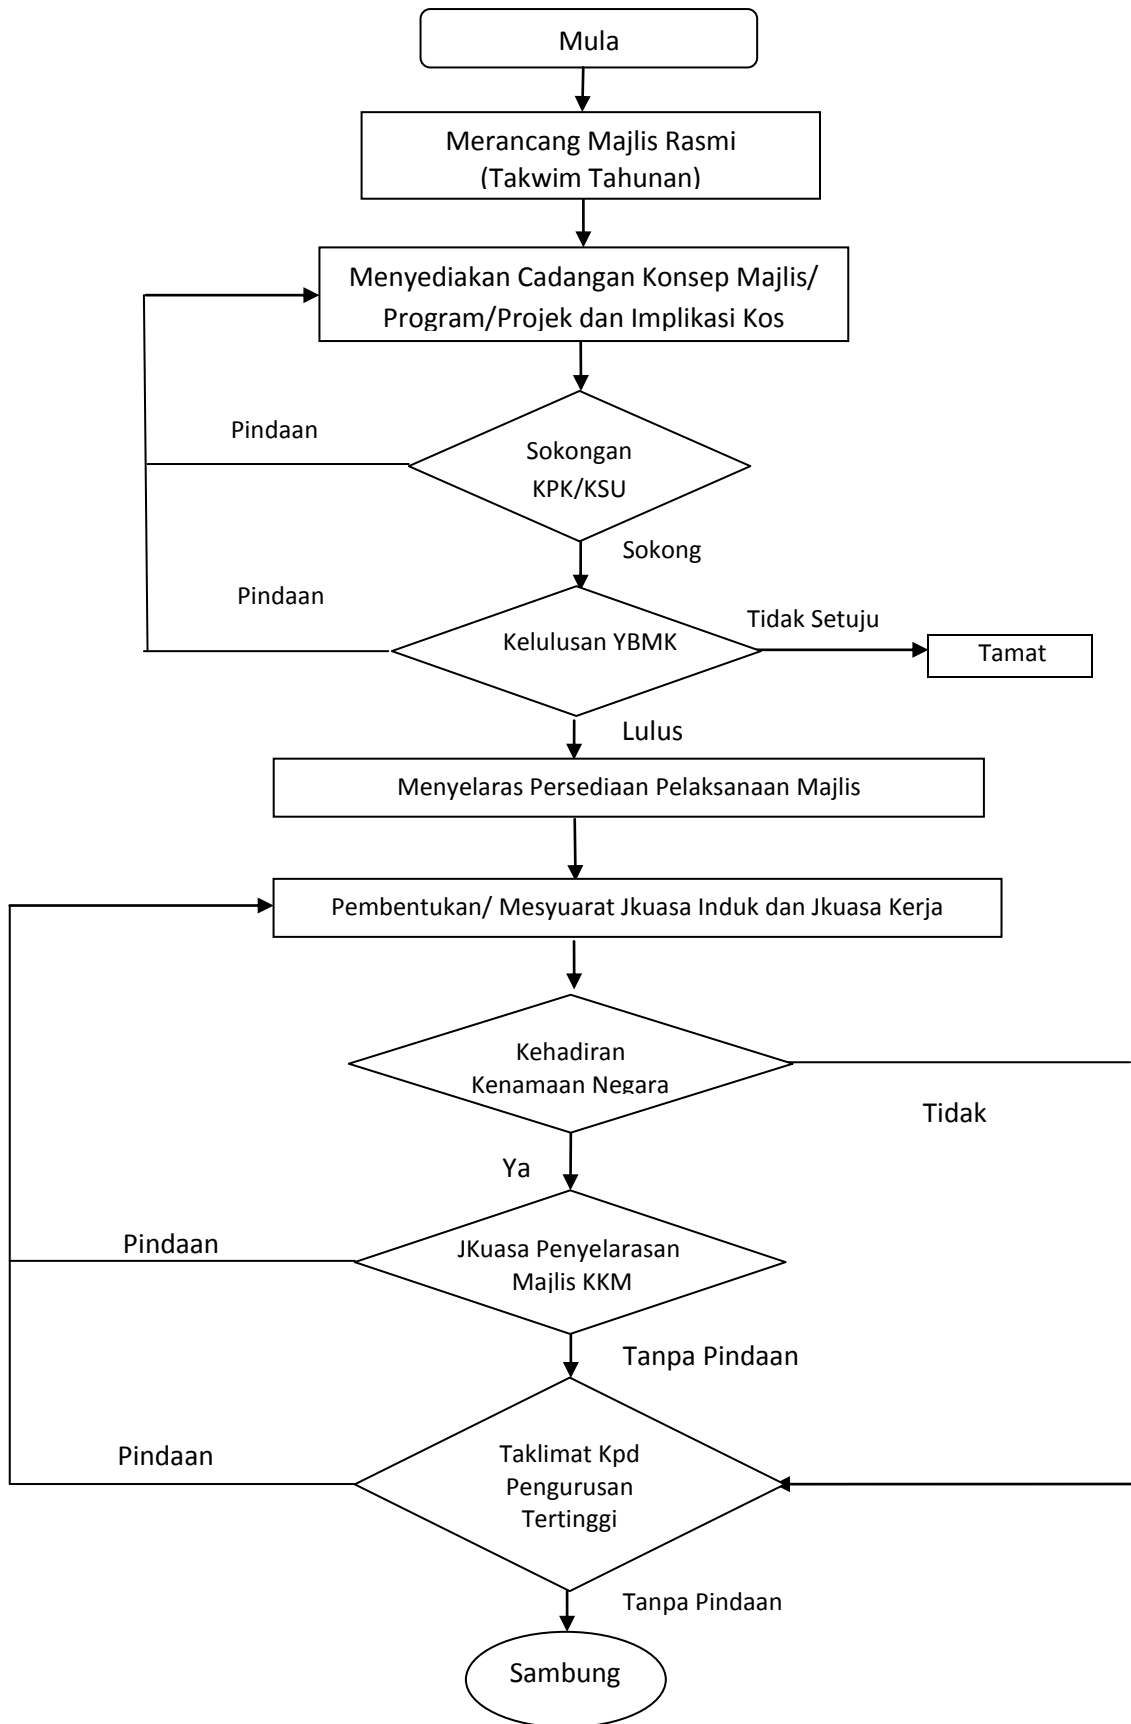 Mula
Merancang Majlis Rasmi
(Takwim Tahunan)
Menyediakan Cadangan Konsep Majlis/
Program/Projek dan Implikasi Kos
Pindaan
Sokongan
KPK/KSU
Sokong
Pindaan
Kelulusan YBMK
Tidak Setuju
Tamat
Lulus
Menyelaras Persediaan Pelaksanaan Majlis
Pembentukan/ Mesyuarat Jkuasa Induk dan Jkuasa Kerja
Kehadiran
Kenamaan Negara
Tidak
Ya
Pindaan
JKuasa Penyelarasan
Majlis KKM
Tanpa Pindaan
Pindaan
Taklimat Kpd
Pengurusan
Tertinggi
Tanpa Pindaan
Sambung